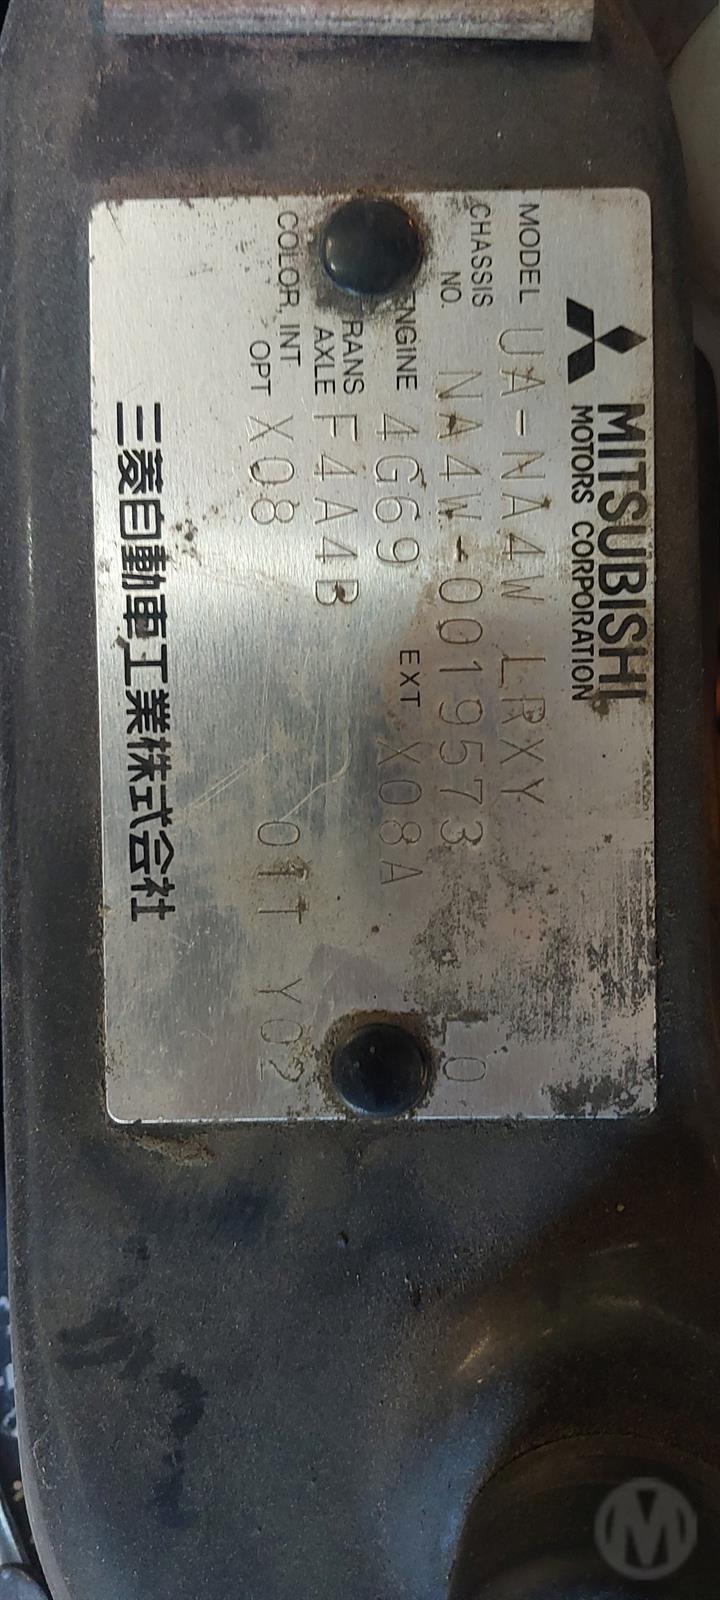 MITSUBISHI
MOTORS CORPORATION
MODEL UA-NA4W LRXY
CHASSIS NO. NA4W-0019573 L0
ENGINE 4G69 EXT X08A
TRANS AXLE F4A4B
COLOR, INT OPT X08 01T Y02
三菱自動車工業株式会社
M